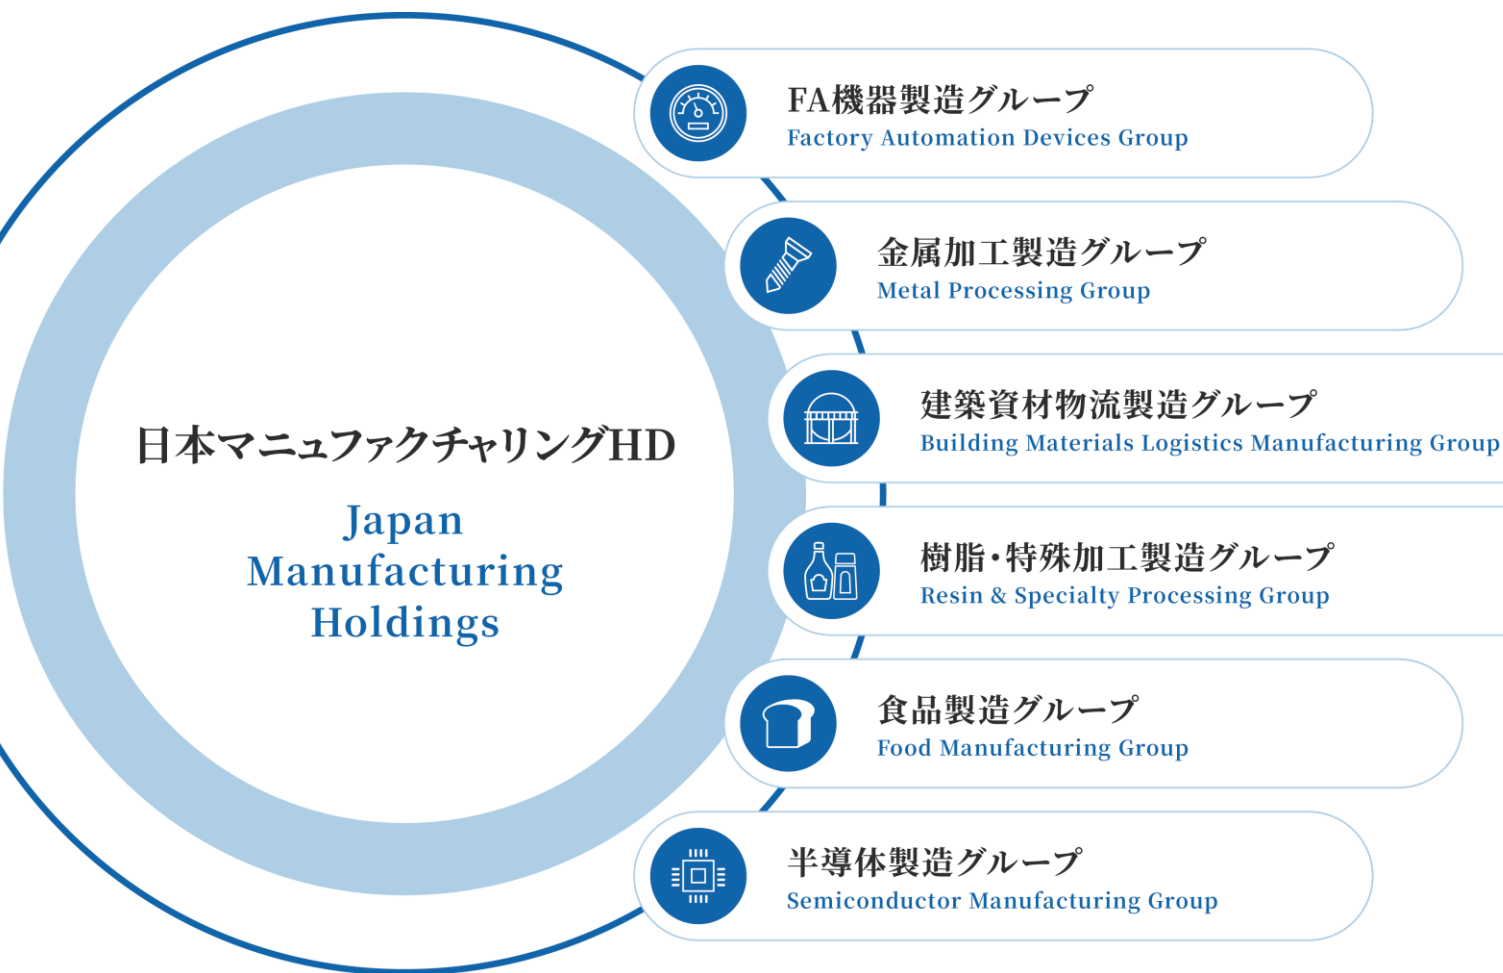 日本マニュファクチャリングHD
Japan
Manufacturing
Holdings
FA機器製造グループ
Factory Automation Devices Group
金属加工製造グループ
Metal Processing Group
建築資材物流製造グループ
Building Materials Logistics Manufacturing Group
樹脂・特殊加工製造グループ
Resin & Specialty Processing Group
食品製造グループ
Food Manufacturing Group
半導体製造グループ
Semiconductor Manufacturing Group